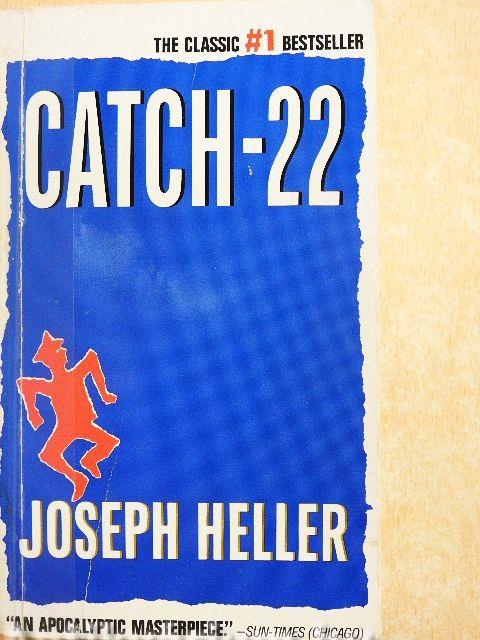 THE CLASSIC #1 BESTSELLER
CATCH-22
JOSEPH HELLER
"AN APOCALYPTIC MASTERPIECE." –SUN-TIMES (CHICAGO)